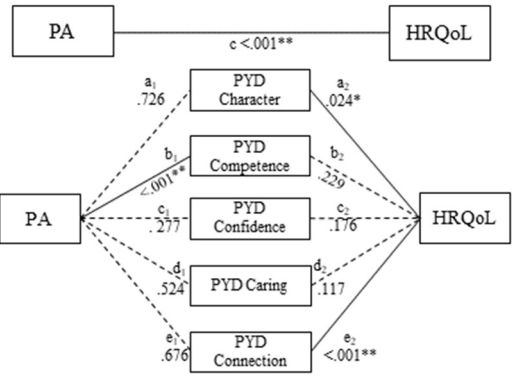 PA
HRQoL
c <.001**
a₁
.726
PYD
Character
a₂
.024*
b₁
<.001**
PYD
Competence
b₂
.229
PA
c₁
.277
PYD
Confidence
c₂
.176
HRQoL
d₁
.524
PYD Caring
d₂
.117
e₁
.676
PYD
Connection
e₂
<.001**